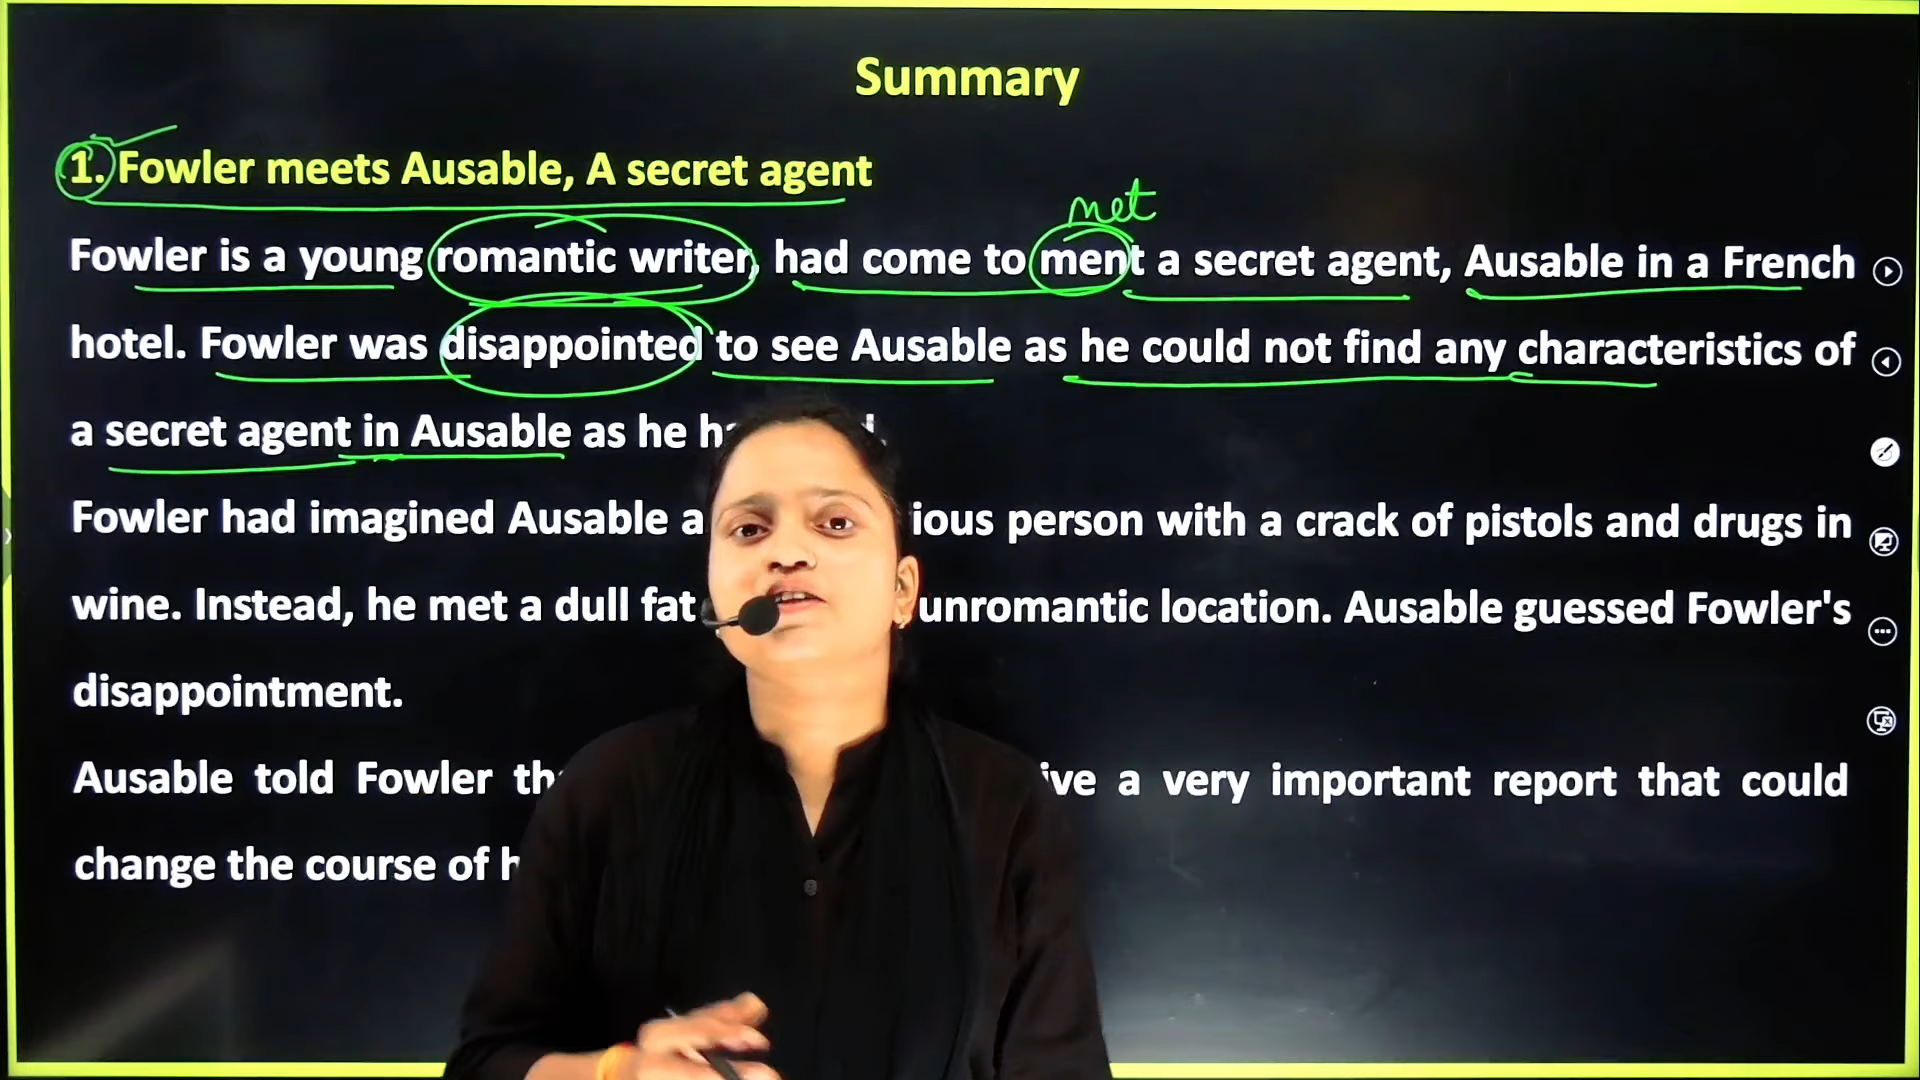 Summary
1. Fowler meets Ausable, A secret agent
met
Fowler is a young romantic writer, had come to ment a secret agent, Ausable in a French
hotel. Fowler was disappointed to see Ausable as he could not find any characteristics of
a secret agent in Ausable as he
Fowler had imagined Ausable person with a crack of pistols and drugs in
wine. Instead, he met a dull fat unromantic location. Ausable guessed Fowler's
disappointment.
Ausable told Fowler a very important report that could
change the course of